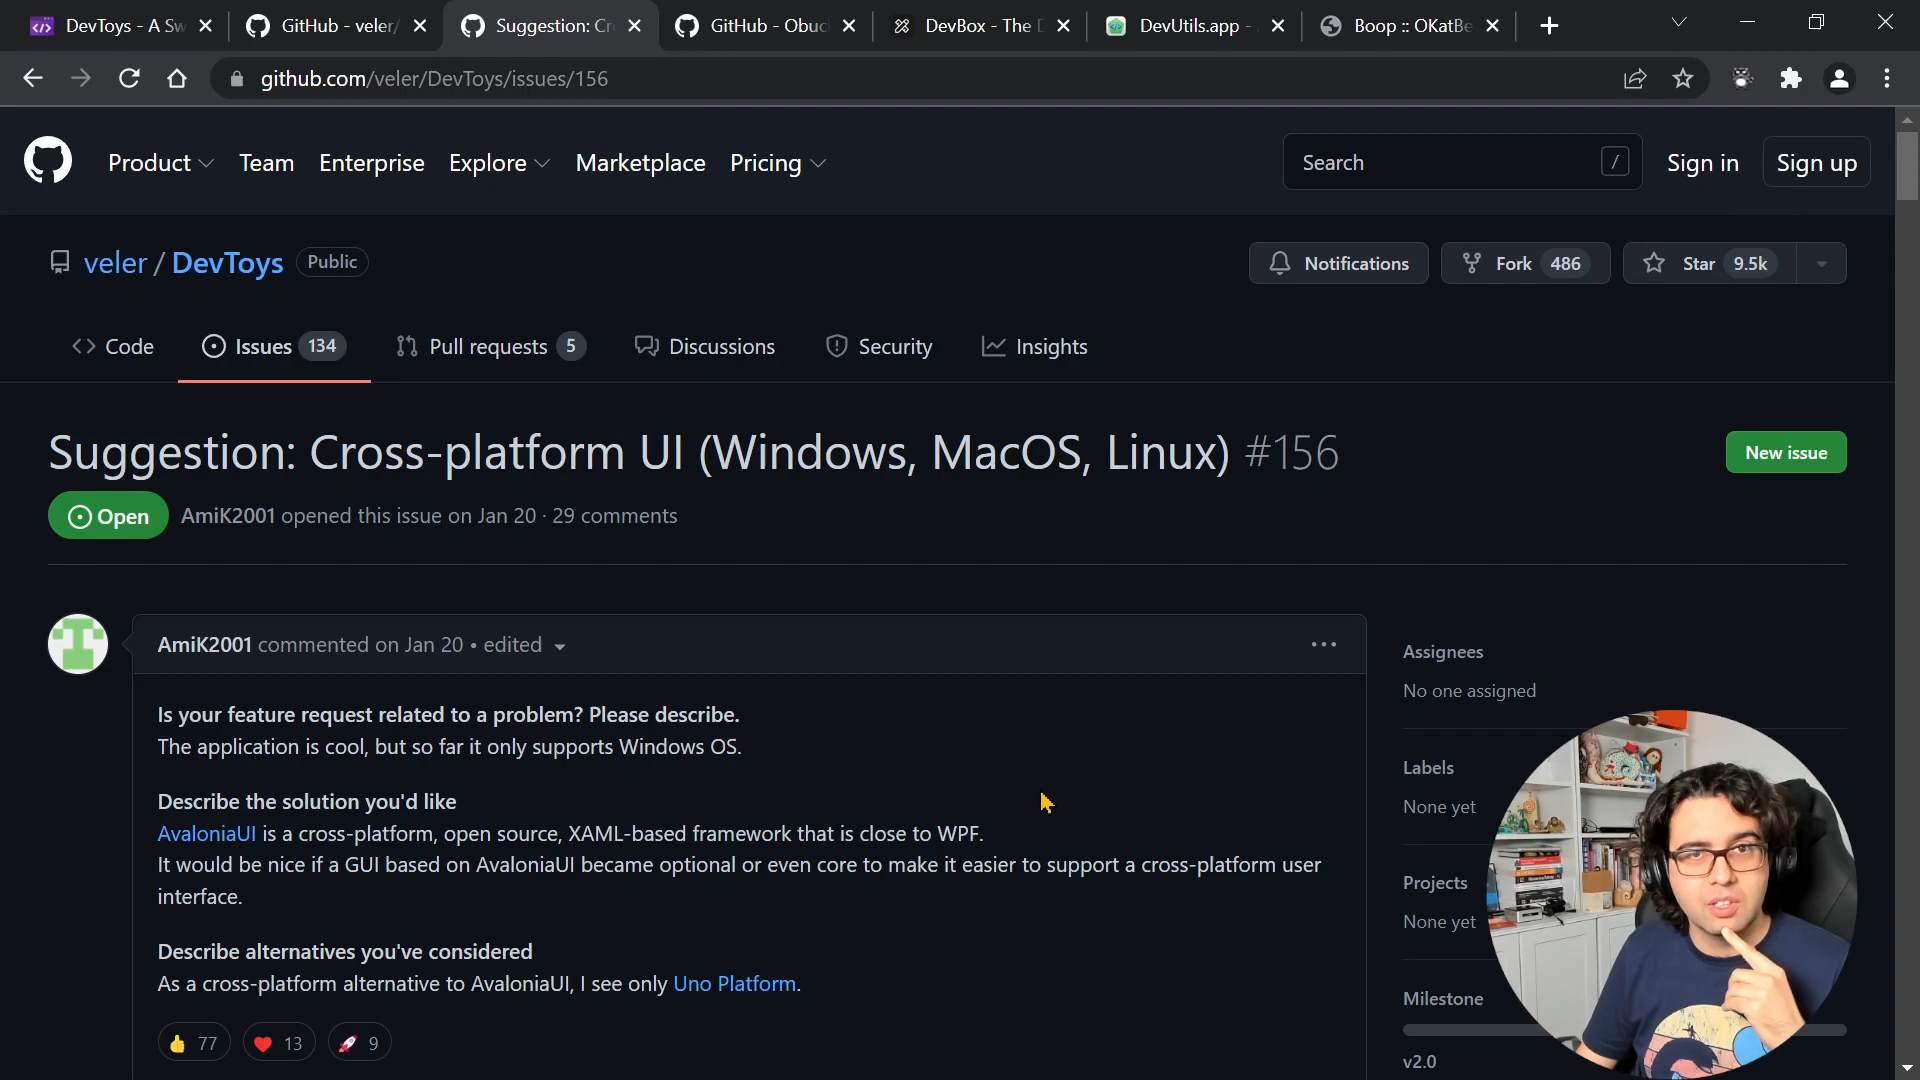 DevToys - A Sw
GitHub - veler/
Suggestion: Cr
GitHub - Obuc
DevBox - The D
DevUtils.app -
Boop :: OKatBe
github.com/veler/DevToys/issues/156
Product
Team
Enterprise
Explore
Marketplace
Pricing
Search /
Sign in
Sign up
veler / DevToys Public
Notifications
Fork 486
Star 9.5k
Code
Issues 134
Pull requests 5
Discussions
Security
Insights
Suggestion: Cross-platform UI (Windows, MacOS, Linux) #156
New issue
Open
AmiK2001 opened this issue on Jan 20 · 29 comments
AmiK2001 commented on Jan 20 • edited
Is your feature request related to a problem? Please describe.
The application is cool, but so far it only supports Windows OS.
Describe the solution you'd like
AvaloniaUI is a cross-platform, open source, XAML-based framework that is close to WPF.
It would be nice if a GUI based on AvaloniaUI became optional or even core to make it easier to support a cross-platform user
interface.
Describe alternatives you've considered
As a cross-platform alternative to AvaloniaUI, I see only Uno Platform.
👍 77
❤️ 13
🚀 9
Assignees
No one assigned
Labels
None yet
Projects
None yet
Milestone
v2.0